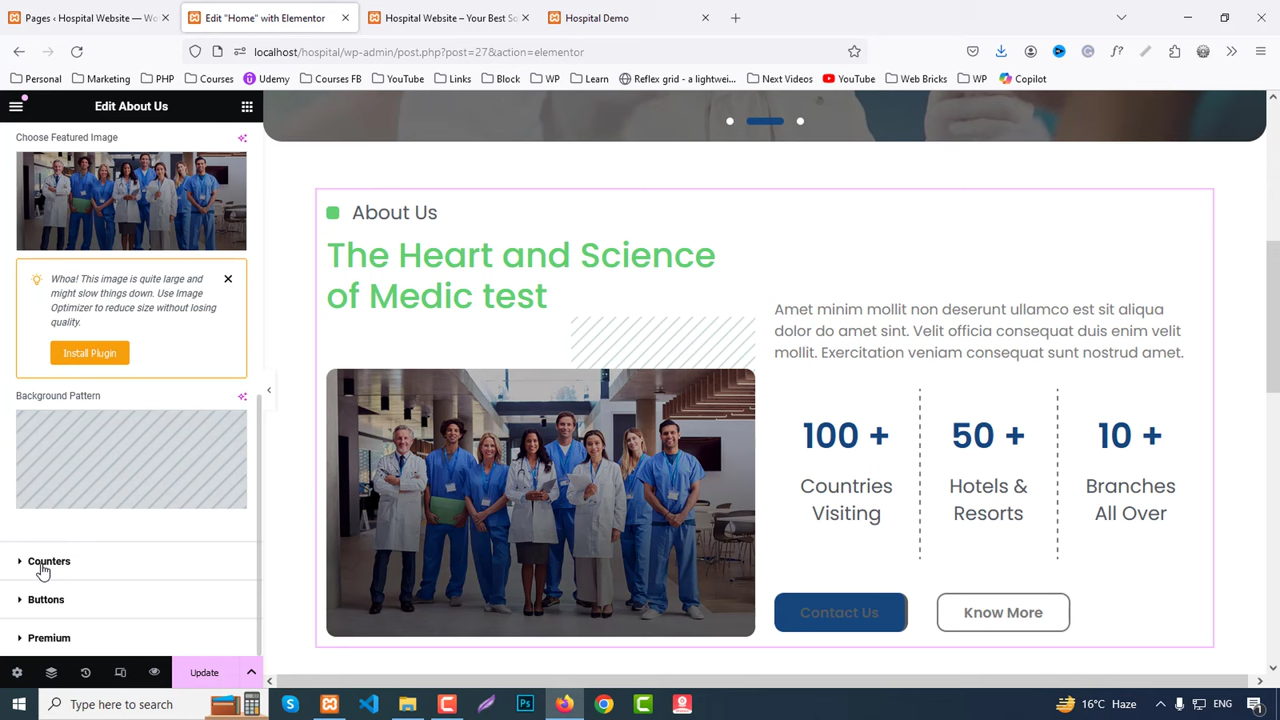 Pages ‹ Hospital Website — Wo
Edit "Home" with Elementor
Hospital Website – Your Best So
Hospital Demo
localhost/hospital/wp-admin/post.php?post=27&action=elementor
Personal
Marketing
PHP
Courses
Udemy
Courses FB
YouTube
Links
Block
WP
Learn
Reflex grid - a lightwei...
Next Videos
YouTube
Web Bricks
WP
Copilot
Edit About Us
Choose Featured Image
Whoa! This image is quite large and
might slow things down. Use Image
Optimizer to reduce size without losing
quality.
Install Plugin
Background Pattern
Counters
Buttons
Premium
Update
About Us
The Heart and Science
of Medic test
Amet minim mollit non deserunt ullamco est sit aliqua
dolor do amet sint. Velit officia consequat duis enim velit
mollit. Exercitation veniam consequat sunt nostrud amet.
100 +
Countries
Visiting
50 +
Hotels &
Resorts
10 +
Branches
All Over
Contact Us
Know More
Type here to search
16°C Haze
ENG